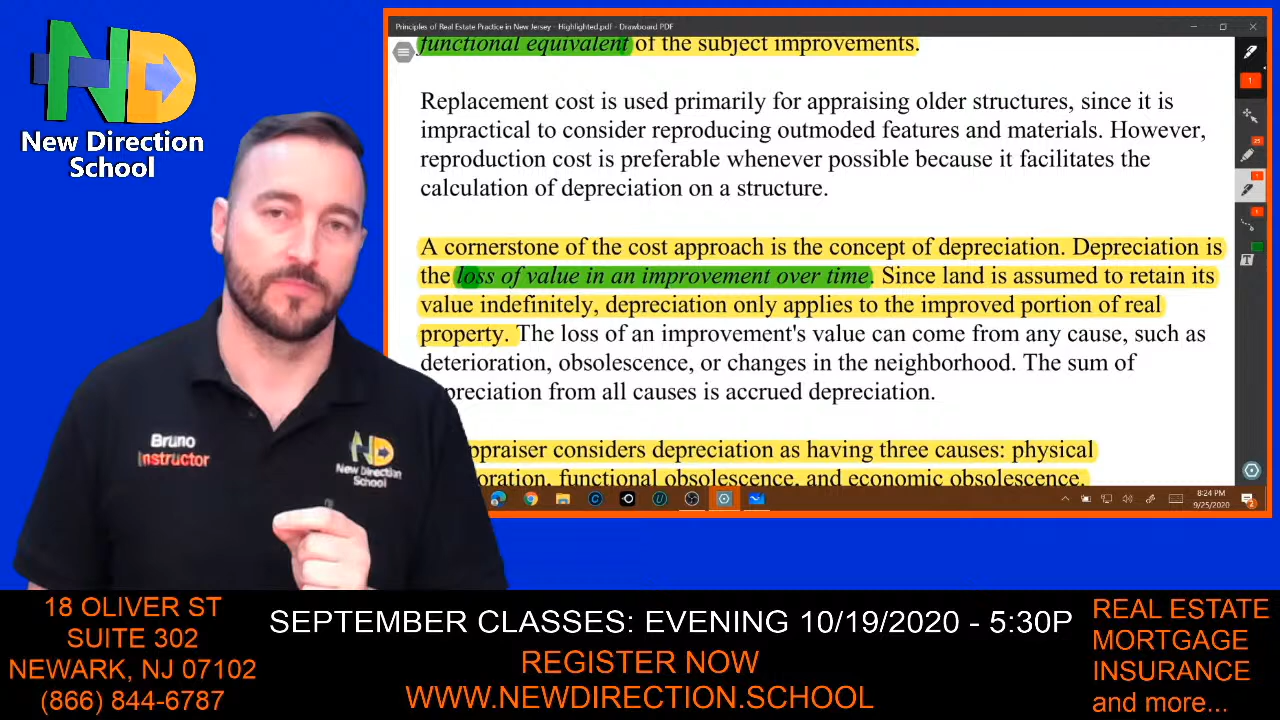 New Direction
School
Principles of Real Estate Practice in New Jersey - Highlighted.pdf - Drawboard PDF
functional equivalent of the subject improvements.
Replacement cost is used primarily for appraising older structures, since it is
impractical to consider reproducing outmoded features and materials. However,
reproduction cost is preferable whenever possible because it facilitates the
calculation of depreciation on a structure.
A cornerstone of the cost approach is the concept of depreciation. Depreciation is
the loss of value in an improvement over time. Since land is assumed to retain its
value indefinitely, depreciation only applies to the improved portion of real
property. The loss of an improvement's value can come from any cause, such as
deterioration, obsolescence, or changes in the neighborhood. The sum of
preciation from all causes is accrued depreciation.
ppraiser considers depreciation as having three causes: physical
oration, functional obsolescence, and economic obsolescence.
8:24 PM
9/25/2020
Bruno
Instructor
ND
New Direction
School
18 OLIVER ST
SUITE 302
NEWARK, NJ 07102
(866) 844-6787
SEPTEMBER CLASSES: EVENING 10/19/2020 - 5:30P
REGISTER NOW
WWW.NEWDIRECTION.SCHOOL
REAL ESTATE
MORTGAGE
INSURANCE
and more...